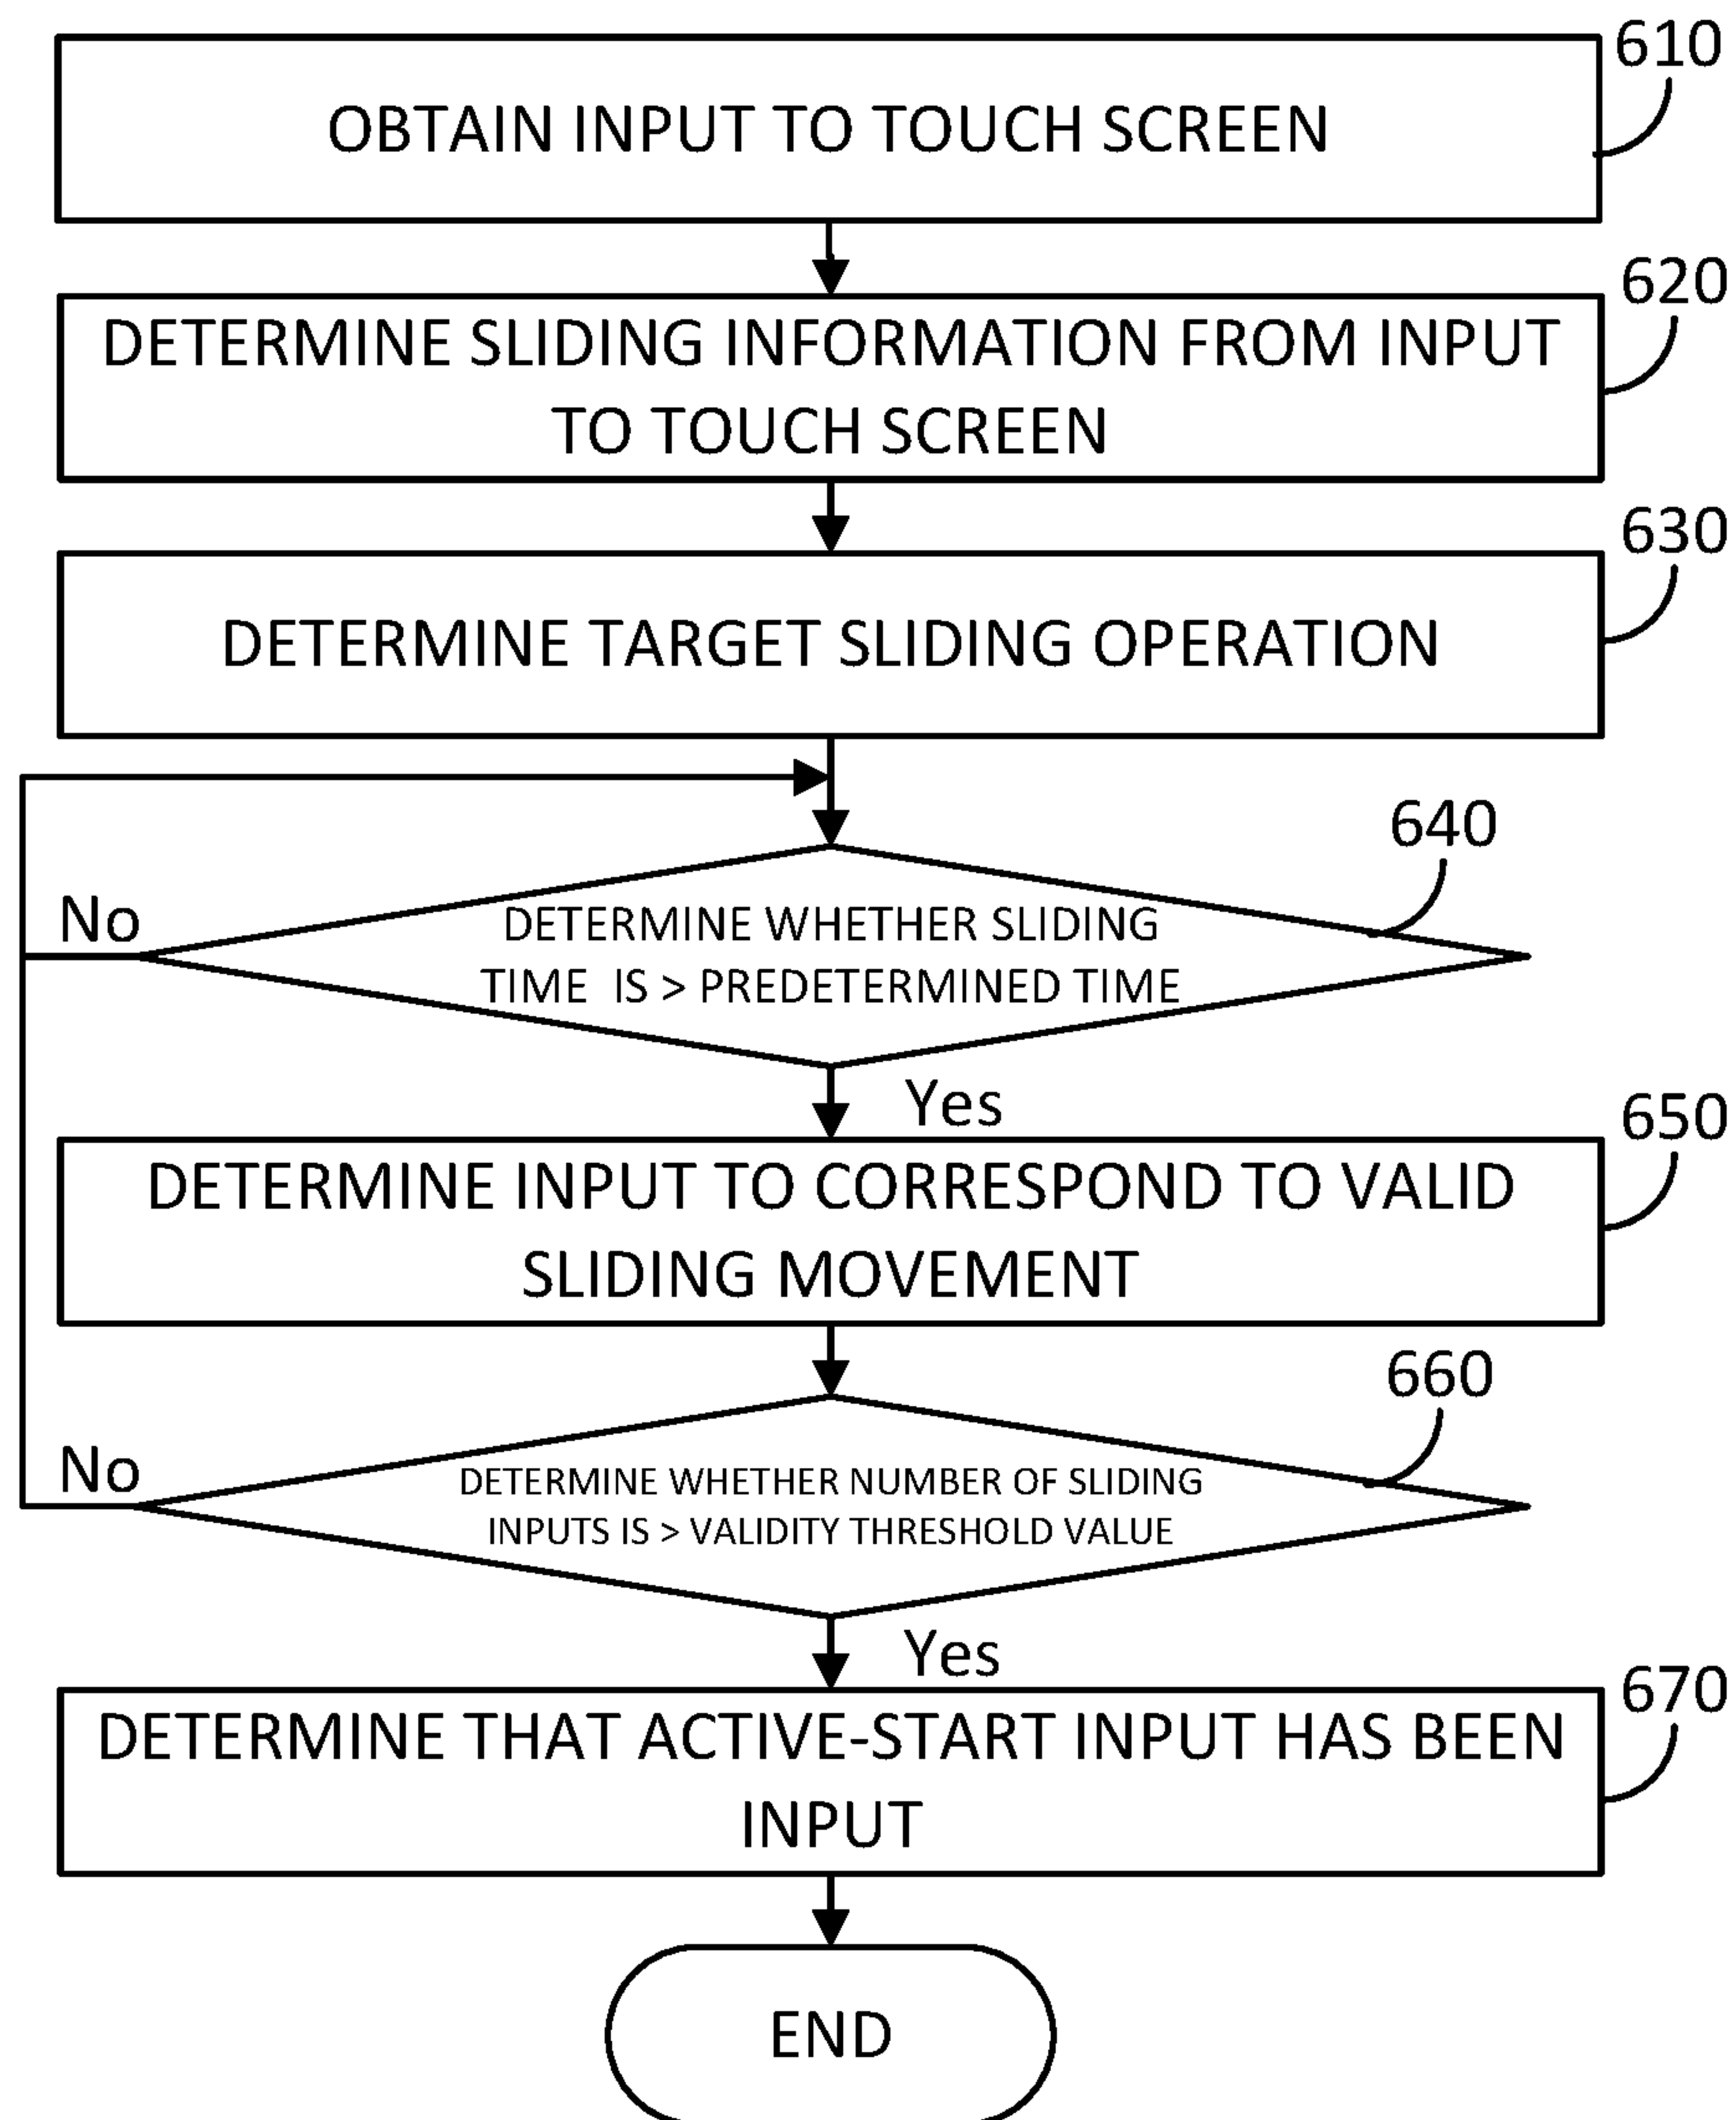 610
OBTAIN INPUT TO TOUCH SCREEN
620
DETERMINE SLIDING INFORMATION FROM INPUT
TO TOUCH SCREEN
630
DETERMINE TARGET SLIDING OPERATION
640
No
DETERMINE WHETHER SLIDING
TIME IS > PREDETERMINED TIME
Yes
650
DETERMINE INPUT TO CORRESPOND TO VALID
SLIDING MOVEMENT
660
No
DETERMINE WHETHER NUMBER OF SLIDING
INPUTS IS > VALIDITY THRESHOLD VALUE
Yes
670
DETERMINE THAT ACTIVE-START INPUT HAS BEEN
INPUT
END